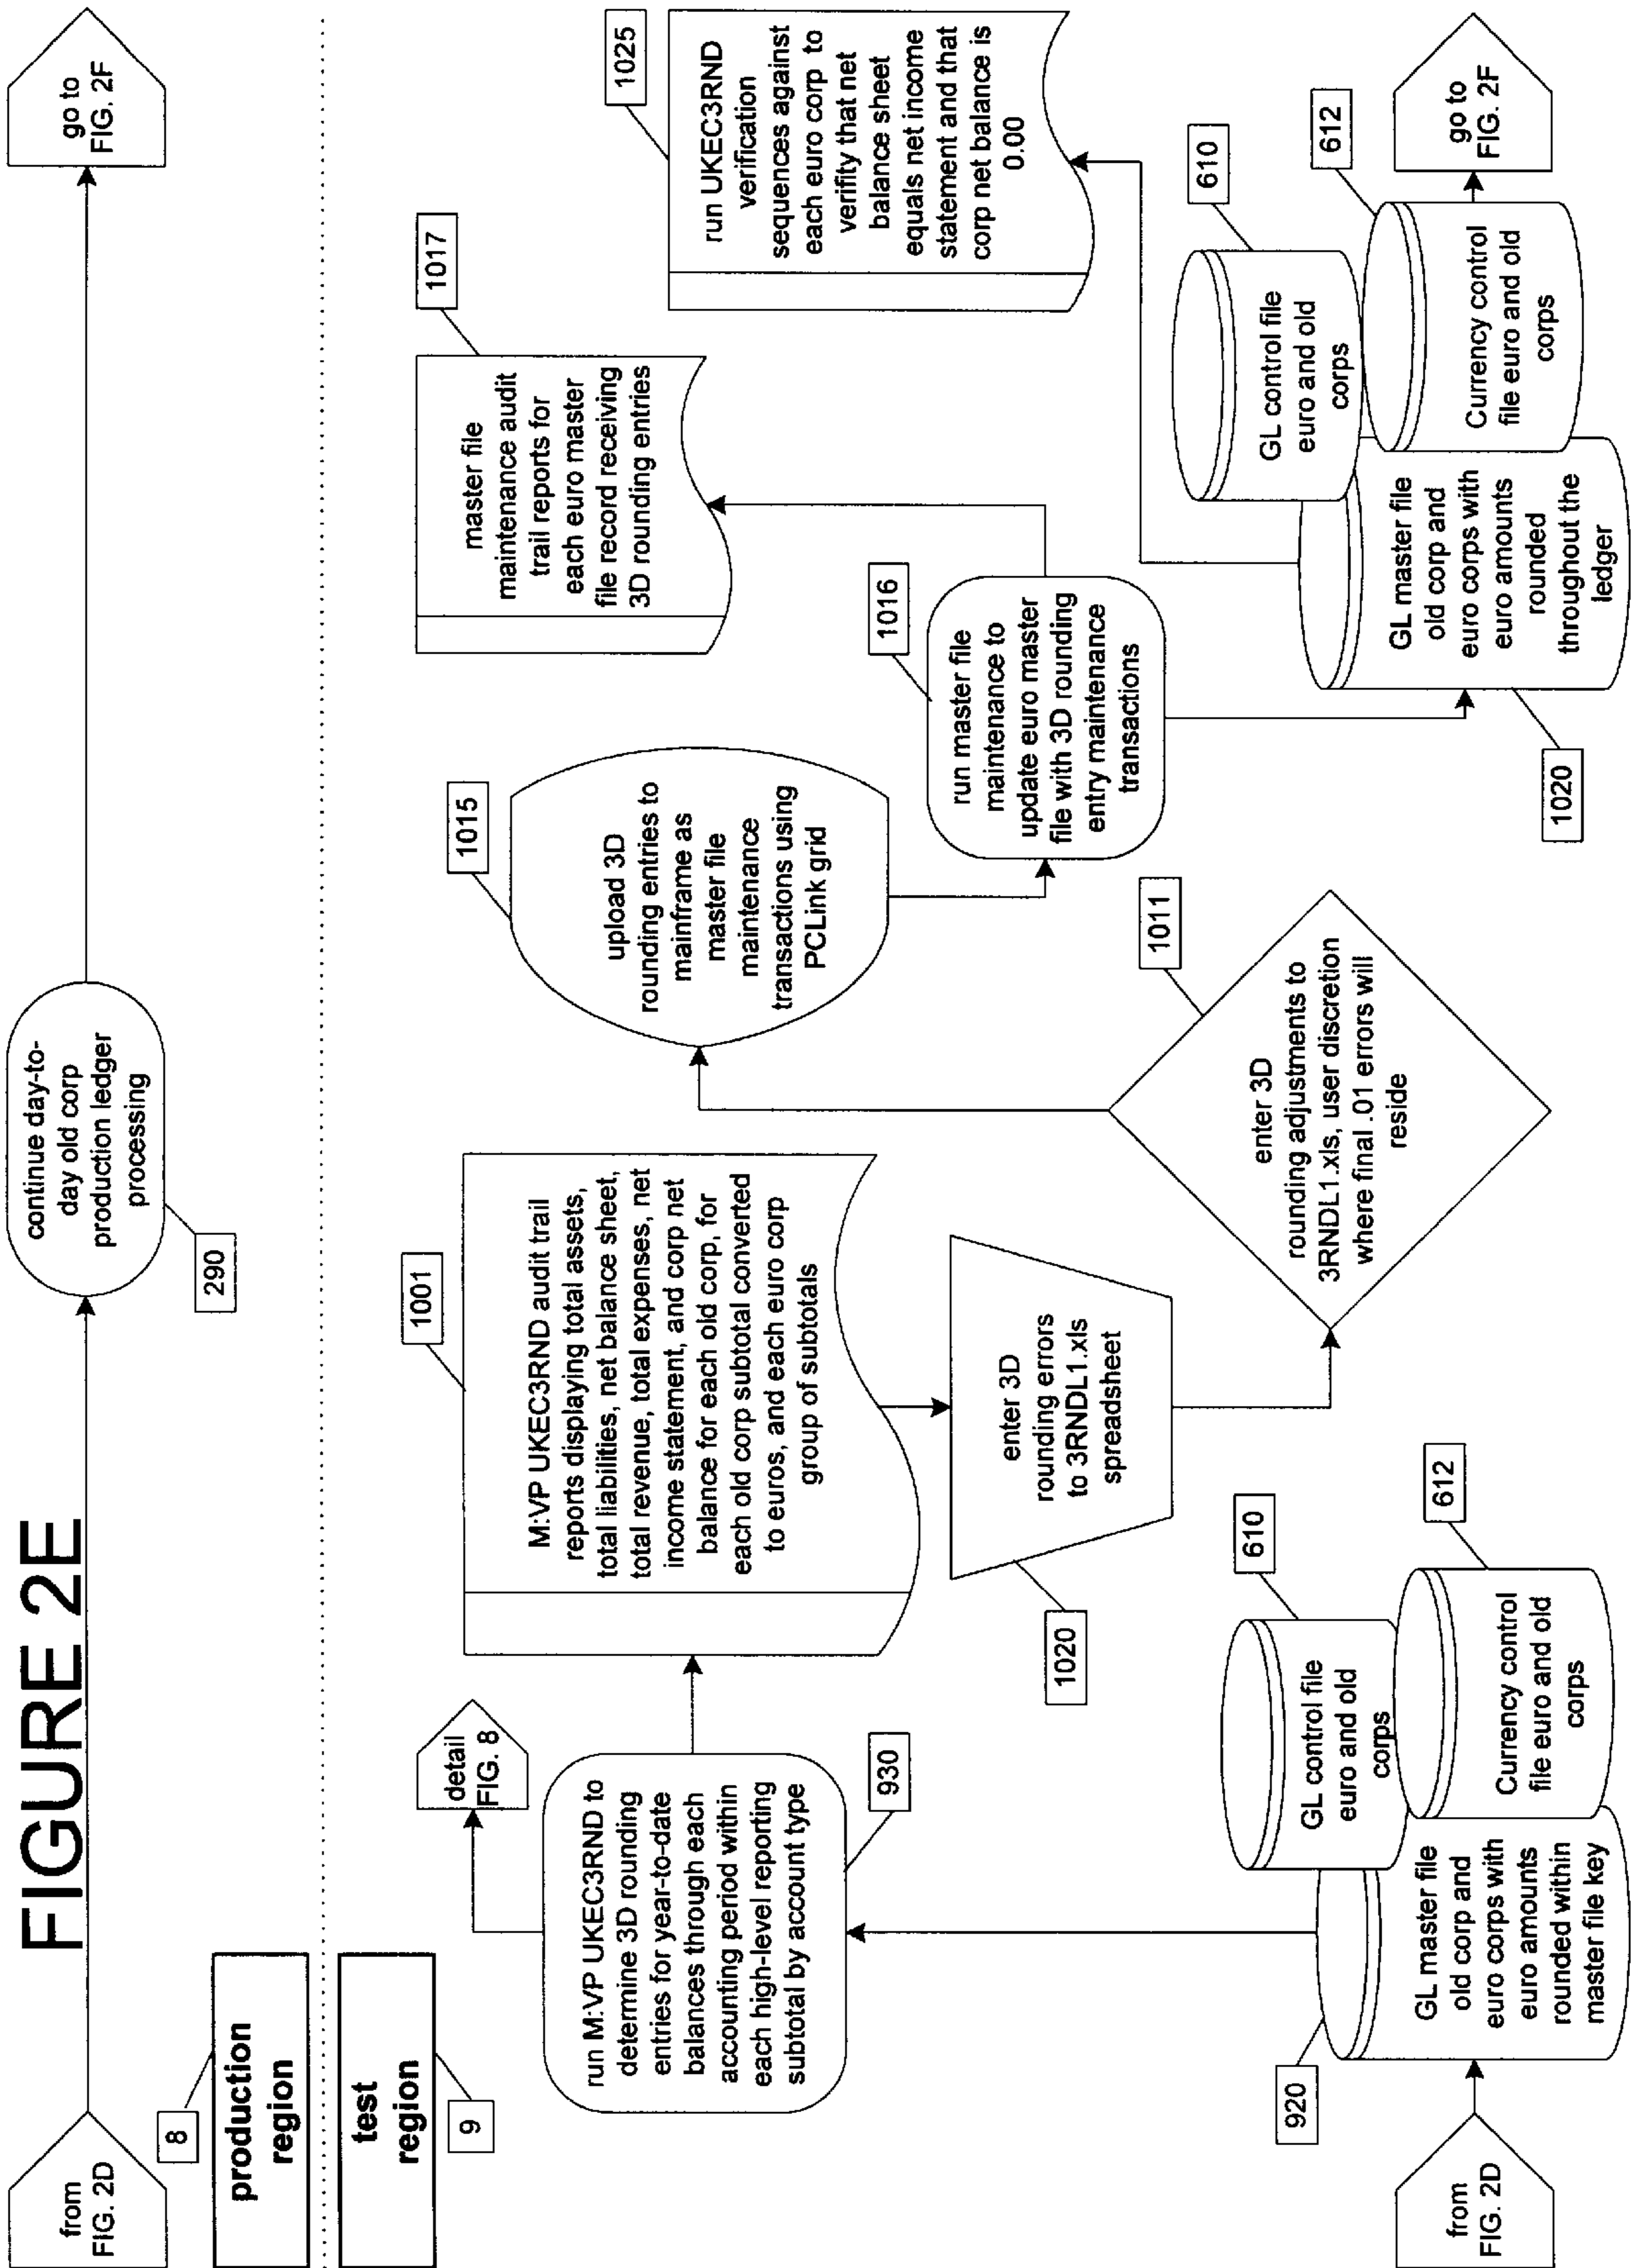 FIGURE 2E
from
FIG. 2D
continue day-to-
day old corp
production ledger
processing
290
go to
FIG. 2F
8
production
region
test
region
9
detail
FIG. 8
run M:VP UKEC3RND to
determine 3D rounding
entries for year-to-date
balances through each
accounting period within
each high-level reporting
subtotal by account type
930
1001
M:VP UKEC3RND audit trail
reports displaying total assets,
total liabilities, net balance sheet,
total revenue, total expenses, net
income statement, and corp net
balance for each old corp, for
each old corp subtotal converted
to euros, and each euro corp
group of subtotals
enter 3D
rounding errors
to 3RNDL1.xls
spreadsheet
1020
enter 3D
rounding adjustments to
3RNDL1.xls, user discretion
where final .01 errors will
reside
1011
1015
upload 3D
rounding entries to
mainframe as
master file
maintenance
transactions using
PCLink grid
1016
run master file
maintenance to
update euro master
file with 3D rounding
entry maintenance
transactions
1017
master file
maintenance audit
trail reports for
each euro master
file record receiving
3D rounding entries
1025
run UKEC3RND
verification
sequences against
each euro corp to
verifity that net
balance sheet
equals net income
statement and that
corp net balance is
0.00
from
FIG. 2D
920
GL master file
old corp and
euro corps with
euro amounts
rounded within
master file key
610
GL control file
euro and old
corps
612
Currency control
file euro and old
corps
1020
GL master file
old corp and
euro corps with
euro amounts
rounded
throughout the
ledger
610
GL control file
euro and old
corps
612
Currency control
file euro and old
corps
go to
FIG. 2F